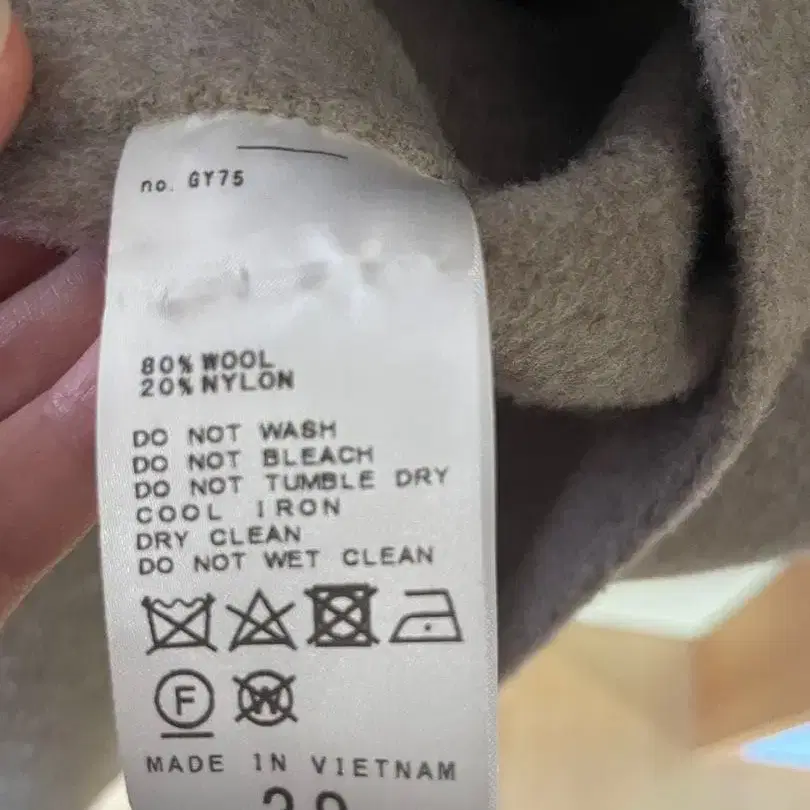 no. GY75
80% WOOL
20% NYLON
DO NOT WASH
DO NOT BLEACH
DO NOT TUMBLE DRY
COOL IRON
DRY CLEAN
DO NOT WET CLEAN
F W
MADE IN VIETNAM